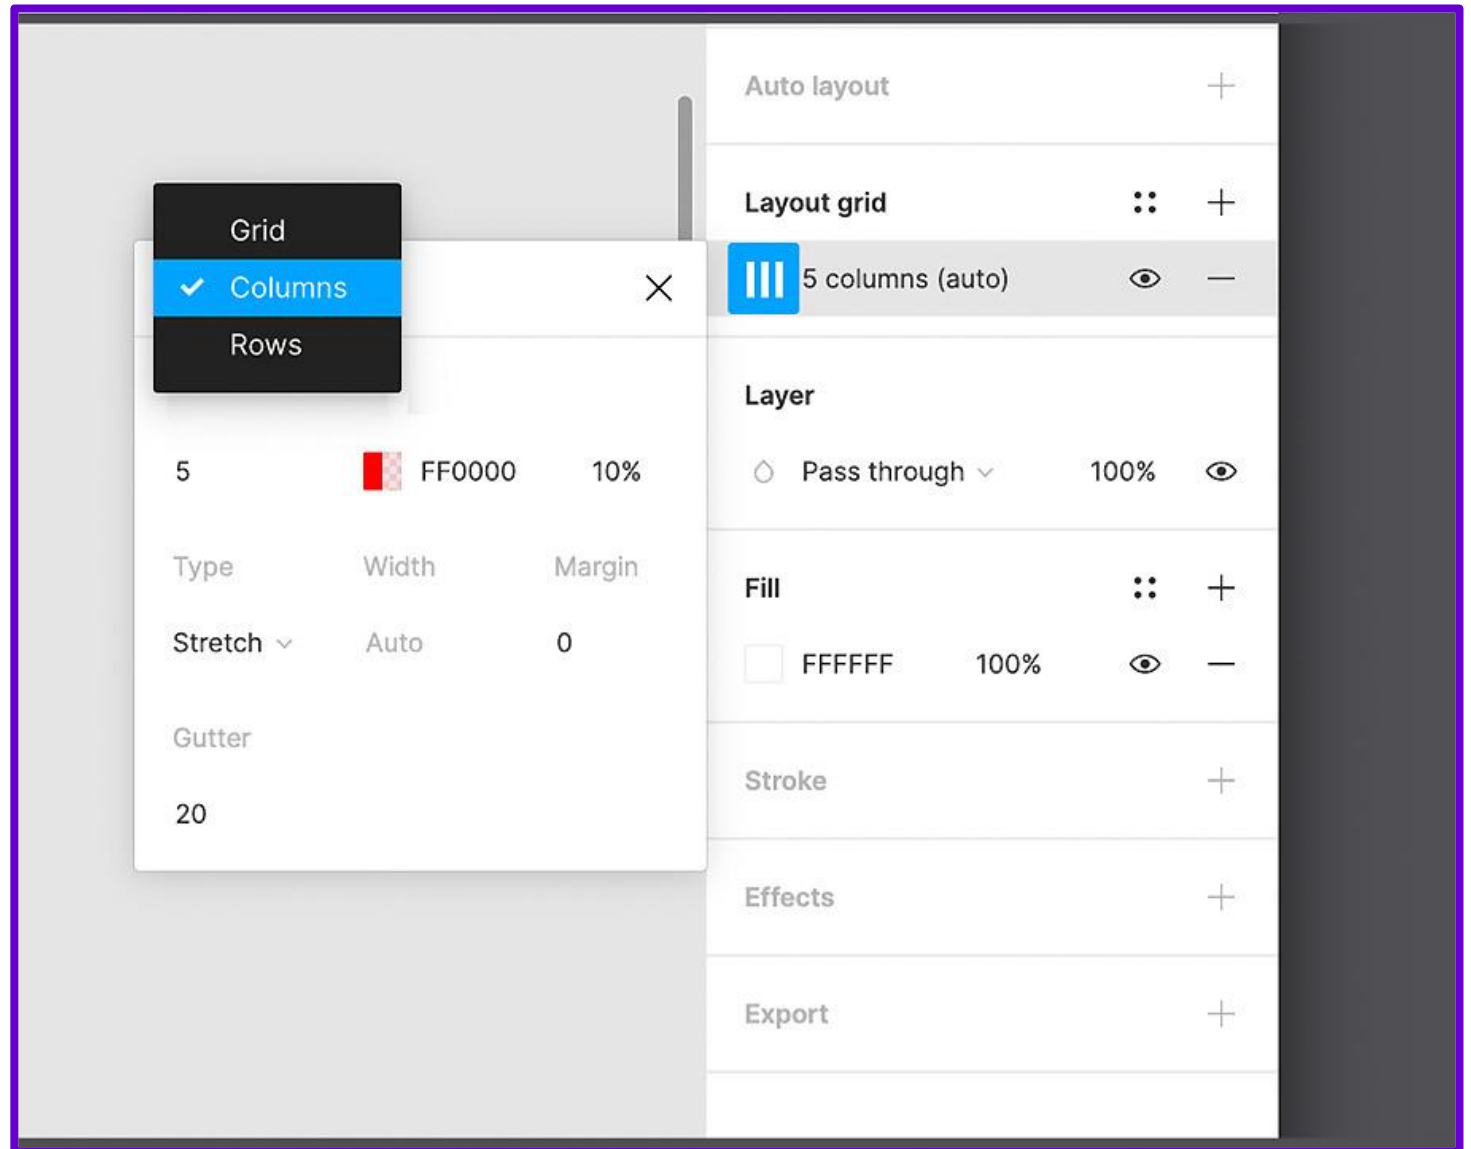 Grid
Columns
Rows
5 FF0000 10%
Type Width Margin
Stretch Auto 0
Gutter
20
Auto layout
Layout grid
5 columns (auto)
Layer
Pass through 100%
Fill
FFFFFF 100%
Stroke
Effects
Export